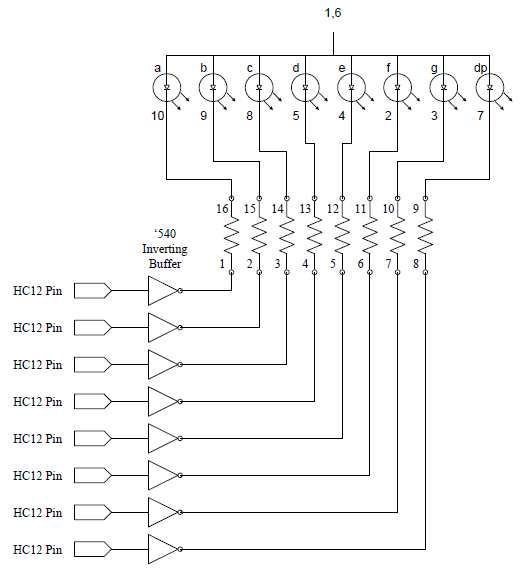 1,6
a b c d e f g dp
10 9 8 5 4 2 3 7
16 15 14 13 12 11 10 9
‘540
Inverting
Buffer
1 2 3 4 5 6 7 8
HC12 Pin
HC12 Pin
HC12 Pin
HC12 Pin
HC12 Pin
HC12 Pin
HC12 Pin
HC12 Pin